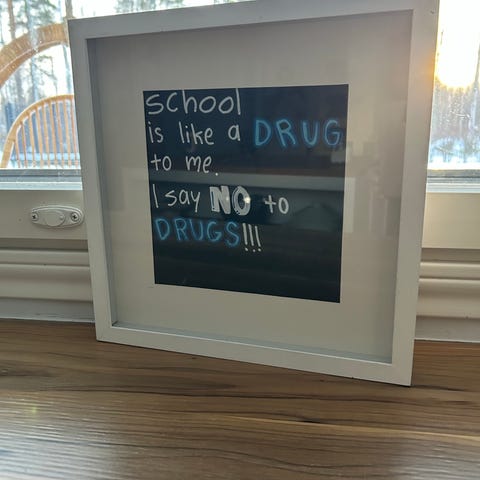 SCHOOL
is like a DRUG
to me.
I say NO to
DRUGS!!!